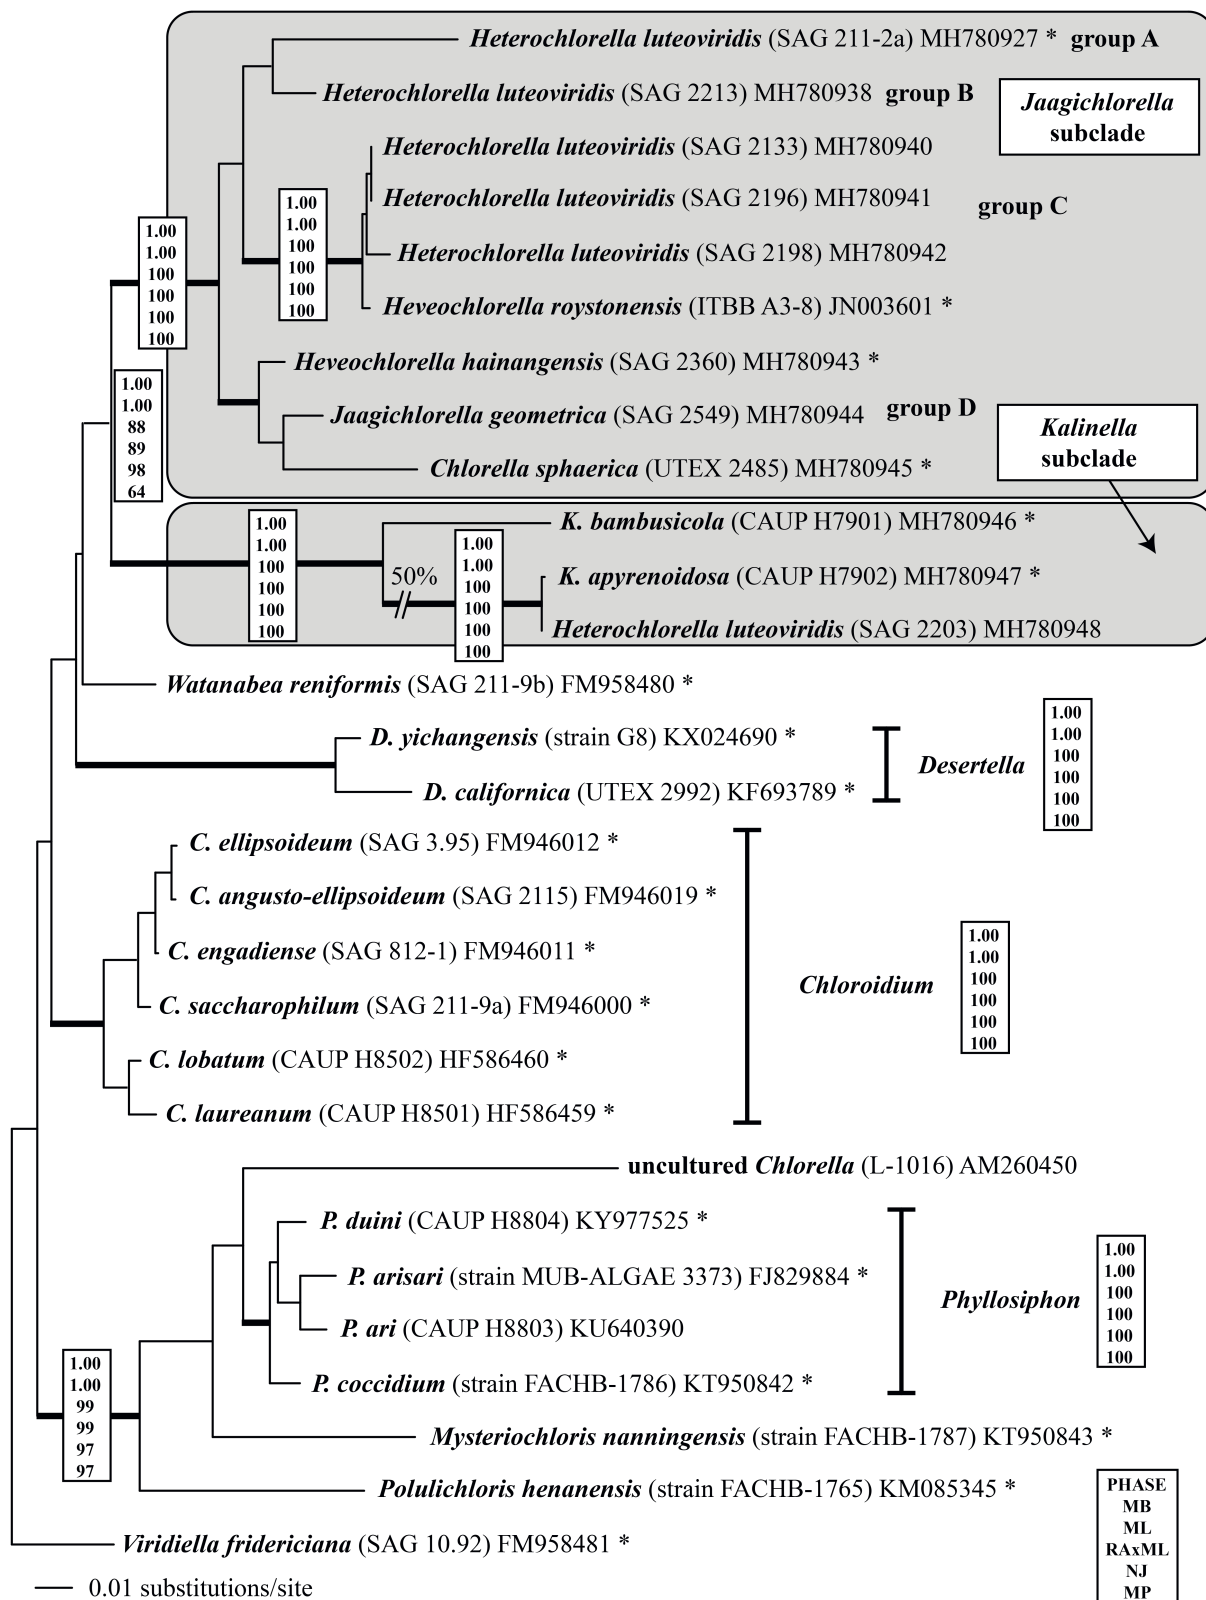 Heterochlorella luteoviridis (SAG 211-2a) MH780927 * group A
Heterochlorella luteoviridis (SAG 2213) MH780938 group B
Jaagichlorella
subclade
Heterochlorella luteoviridis (SAG 2133) MH780940
Heterochlorella luteoviridis (SAG 2196) MH780941
group C
Heterochlorella luteoviridis (SAG 2198) MH780942
Heveochlorella roystonensis (ITBB A3-8) JN003601 *
1.00
1.00
100
100
100
100
1.00
1.00
100
100
100
100
Heveochlorella hainangensis (SAG 2360) MH780943 *
Jaagichlorella geometrica (SAG 2549) MH780944
group D
Chlorella sphaerica (UTEX 2485) MH780945 *
1.00
1.00
88
89
98
64
Kalinella
subclade
K. bambusicola (CAUP H7901) MH780946 *
1.00
1.00
100
100
100
100
50%
1.00
1.00
100
100
100
100
K. apyrenoidosa (CAUP H7902) MH780947 *
Heterochlorella luteoviridis (SAG 2203) MH780948
Watanabea reniformis (SAG 211-9b) FM958480 *
D. yichangensis (strain G8) KX024690 *
D. californica (UTEX 2992) KF693789 *
Desertella
1.00
1.00
100
100
100
100
C. ellipsoideum (SAG 3.95) FM946012 *
C. angusto-ellipsoideum (SAG 2115) FM946019 *
C. engadiense (SAG 812-1) FM946011 *
C. saccharophilum (SAG 211-9a) FM946000 *
C. lobatum (CAUP H8502) HF586460 *
C. laureanum (CAUP H8501) HF586459 *
Chloroidium
1.00
1.00
100
100
100
100
uncultured Chlorella (L-1016) AM260450
P. duini (CAUP H8804) KY977525 *
P. arisari (strain MUB-ALGAE 3373) FJ829884 *
P. ari (CAUP H8803) KU640390
P. coccidium (strain FACHB-1786) KT950842 *
Phyllosiphon
1.00
1.00
100
100
100
100
1.00
1.00
99
99
97
97
Mysteriochloris nanningensis (strain FACHB-1787) KT950843 *
Polulichloris henanensis (strain FACHB-1765) KM085345 *
Viridiella fridericiana (SAG 10.92) FM958481 *
0.01 substitutions/site
PHASE
MB
ML
RAxML
NJ
MP